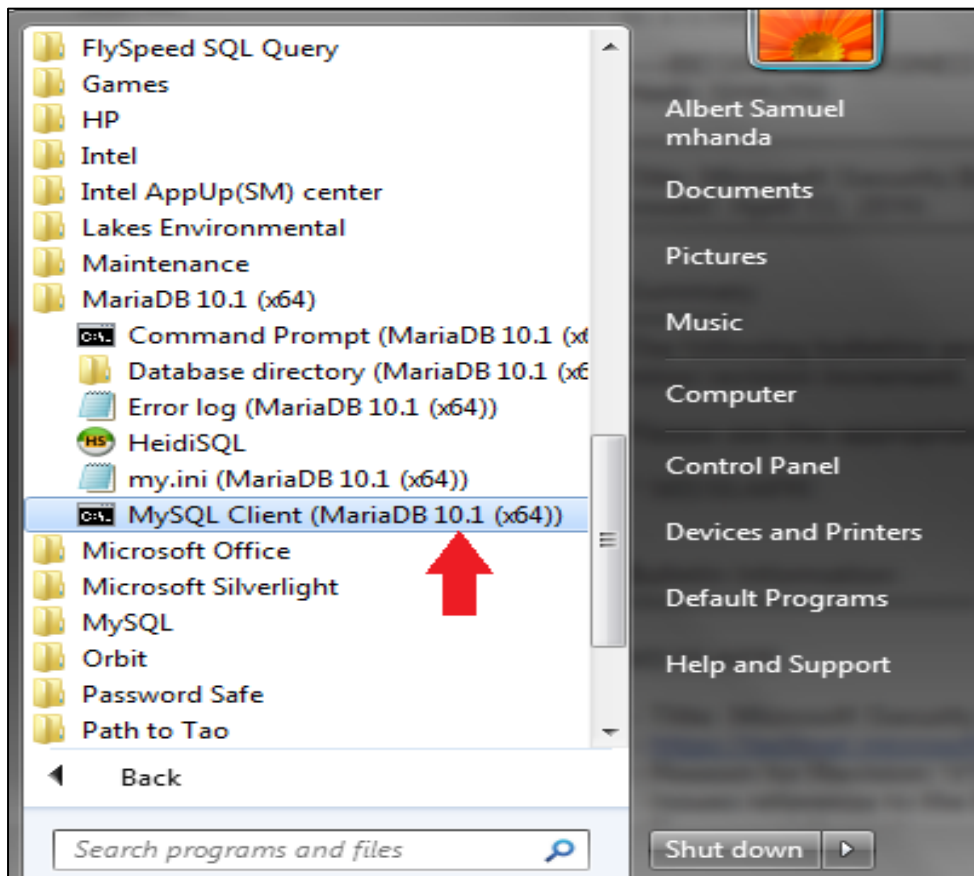 FlySpeed SQL Query
Games
HP
Intel
Intel AppUp(SM) center
Lakes Environmental
Maintenance
MariaDB 10.1 (x64)
Command Prompt (MariaDB 10.1 (x6
Database directory (MariaDB 10.1 (x6
Error log (MariaDB 10.1 (x64))
HS HeidiSQL
my.ini (MariaDB 10.1 (x64))
MySQL Client (MariaDB 10.1 (x64))
Microsoft Office
Microsoft Silverlight
MySQL
Orbit
Password Safe
Path to Tao
Back
Search programs and files
Albert Samuel
mhanda
Documents
Pictures
Music
Computer
Control Panel
Devices and Printers
Default Programs
Help and Support
Shut down